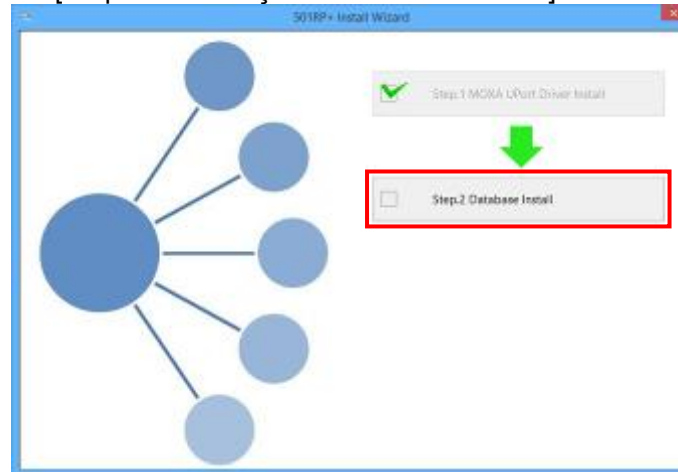 501RP+ Install Wizard
Step.1 MOXA UPort Driver Install
Step.2 Database Install